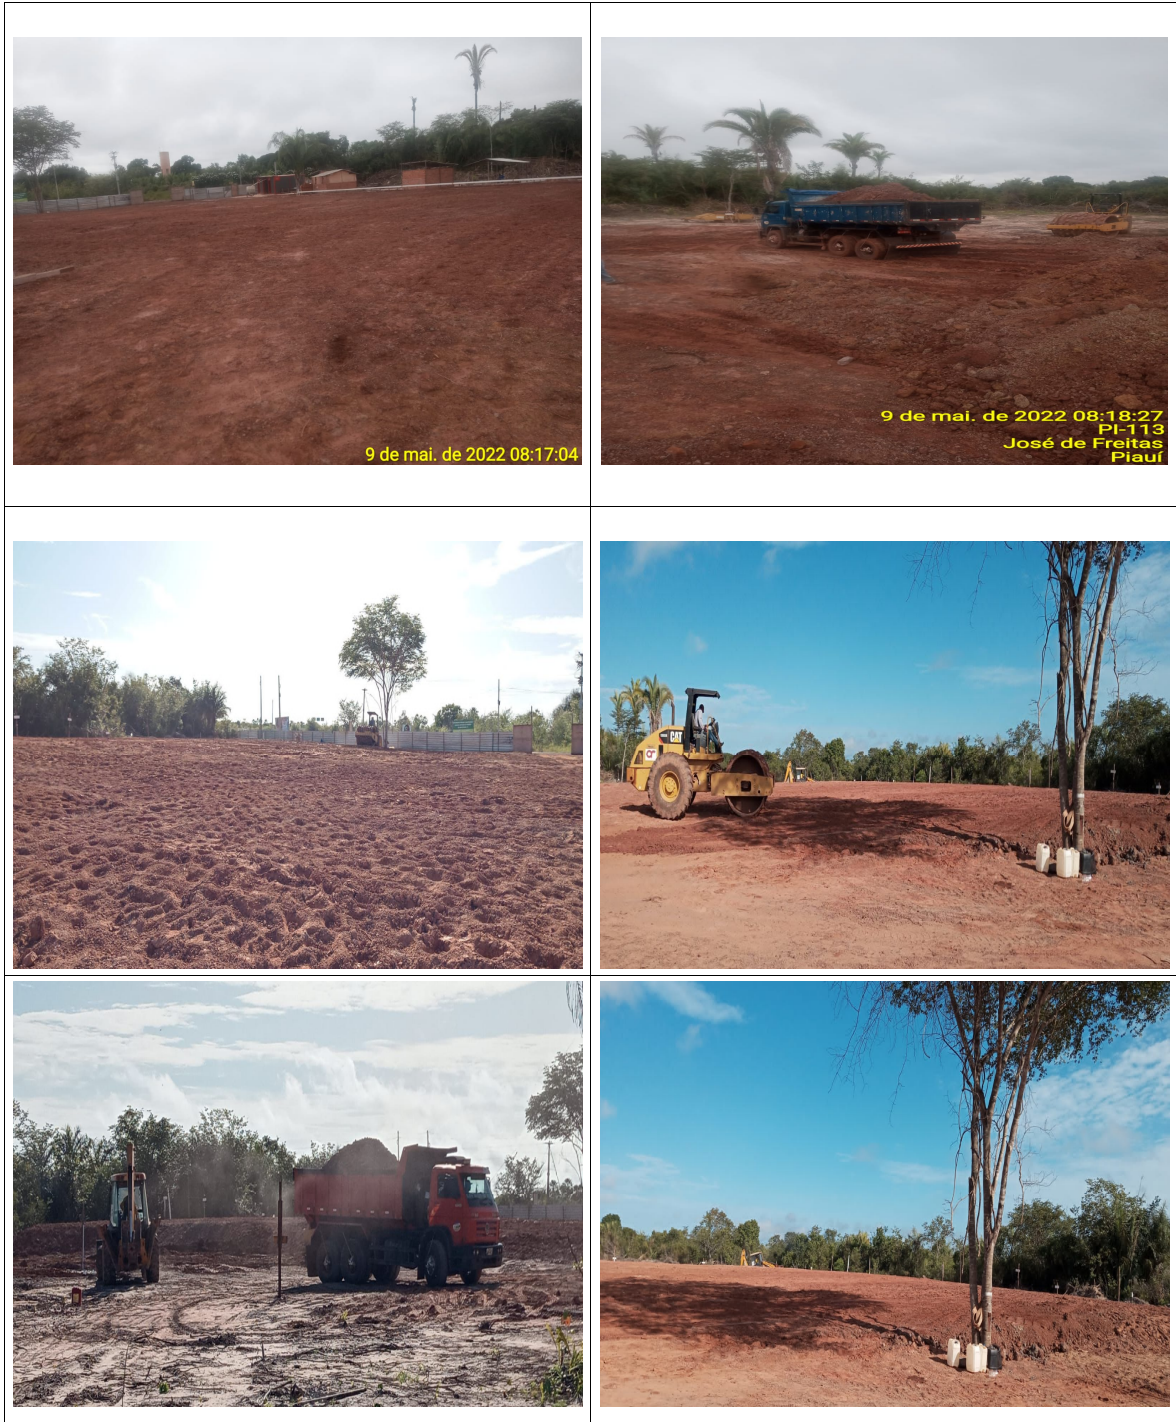 9 de mai. de 2022 08:17:04
9 de mai. de 2022 08:18:27
PI-113
José de Freitas
Piauí
CAT